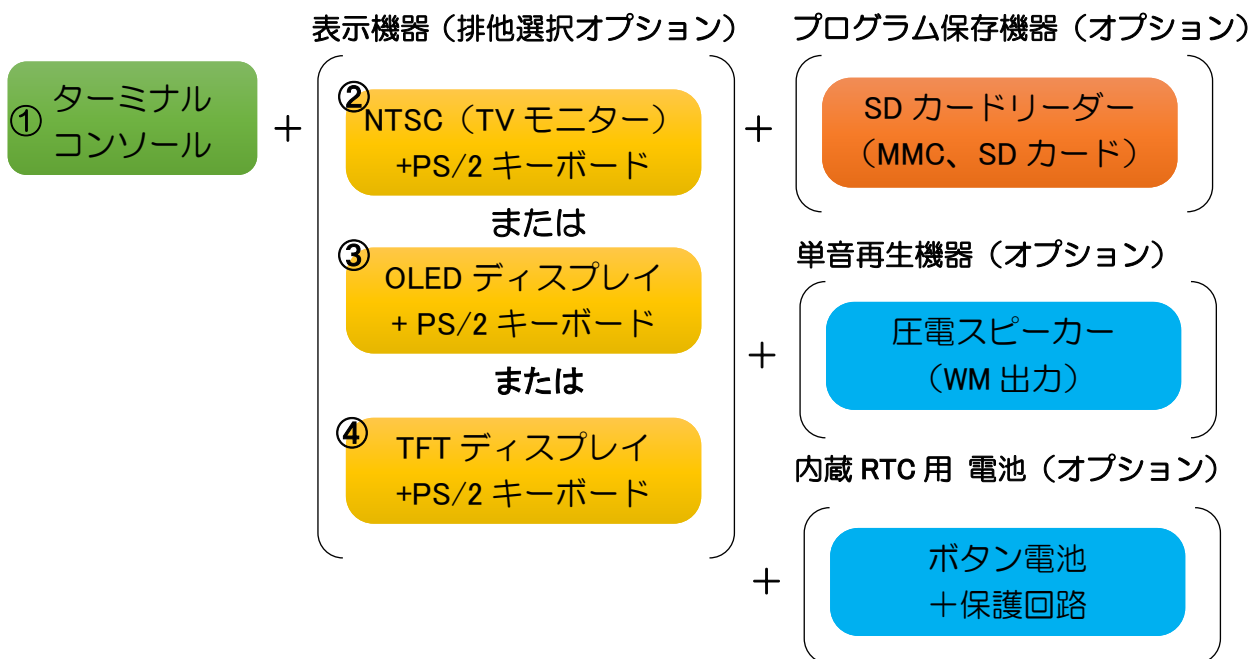 表示機器（排他選択オプション）
プログラム保存機器（オプション）
①
ターミナル
コンソール
+
②
NTSC（TV モニター）
+PS/2 キーボード
または
③
OLED ディスプレイ
+ PS/2 キーボード
または
④
TFT ディスプレイ
+PS/2 キーボード
+
SD カードリーダー
（MMC、SD カード）
単音再生機器（オプション）
+
圧電スピーカー
（WM 出力）
内蔵 RTC 用 電池（オプション）
+
ボタン電池
＋保護回路